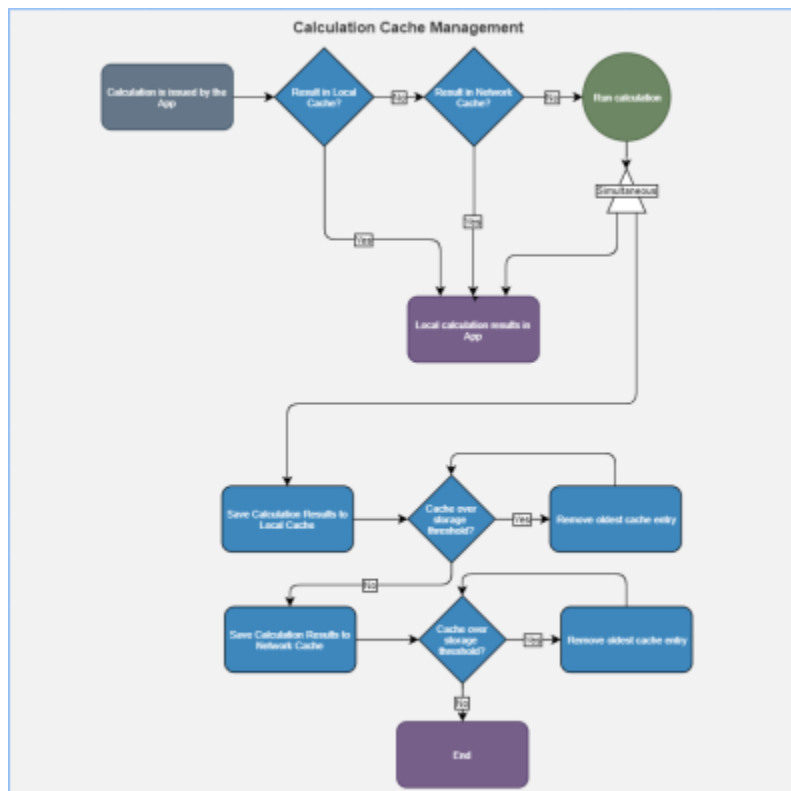 Calculation Cache Management
Calculation is issued by the
App
Result in Local
Cache?
No
Result in Network
Cache?
No
Run calculation
Simultaneous
Yes
Yes
Local calculation results in
App
Save Calculation Results to
Local Cache
Cache over
storage
threshold?
Yes
Remove oldest cache entry
No
Save Calculation Results to
Network Cache
Cache over
storage
threshold?
Yes
Remove oldest cache entry
No
End